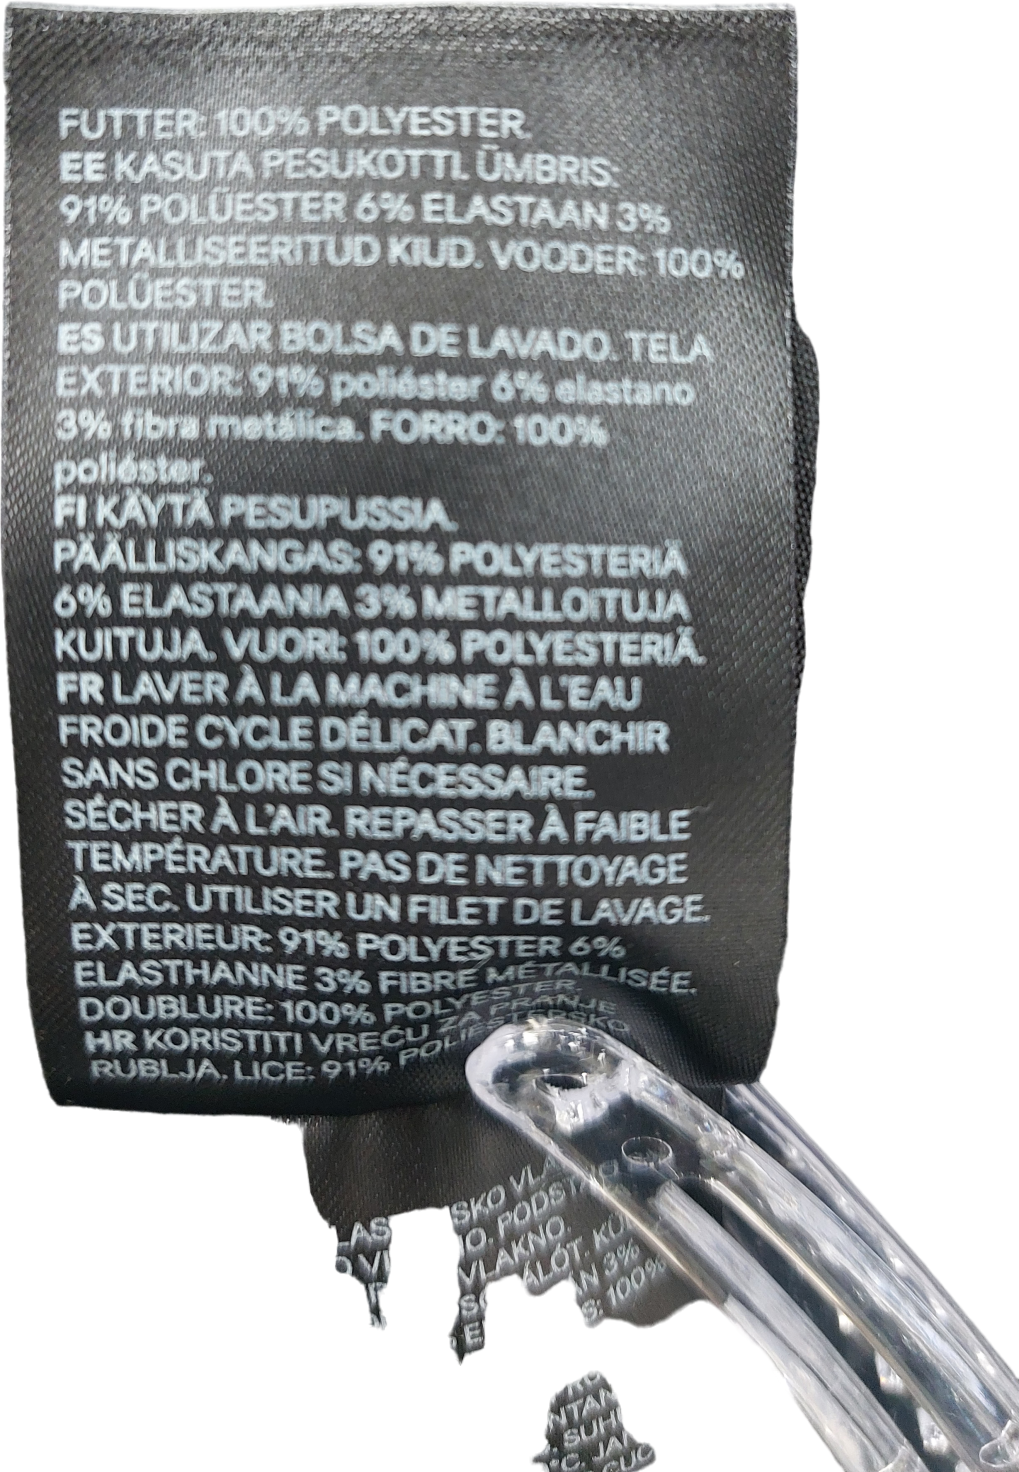 FUTTER: 100% POLYESTER.
EE KASUTA PESUKOTTI. ÜMBRIS:
91% POLÜESTER 6% ELASTAAN 3%
METALLISEERITUD KIUD. VOODER: 100%
POLÜESTER.
ES UTILIZAR BOLSA DE LAVADO. TELA
EXTERIOR: 91% poliéster 6% elastano
3% fibra metálica. FORRO: 100%
poliéster.
FI KÄYTÄ PESUPUSSIA.
PÄÄLLISKANGAS: 91% POLYESTERIÄ
6% ELASTAANIA 3% METALLOITUJA
KUITUJA. VUORI: 100% POLYESTERIÄ.
FR LAVER À LA MACHINE À L'EAU
FROIDE CYCLE DÉLICAT. BLANCHIR
SANS CHLORE SI NÉCESSAIRE.
SÉCHER À L'AIR. REPASSER À FAIBLE
TEMPÉRATURE. PAS DE NETTOYAGE
À SEC. UTILISER UN FILET DE LAVAGE.
EXTERIEUR: 91% POLYESTER 6%
ELASTHANNE 3% FIBRE MÉTALLISÉE.
DOUBLURE: 100% POLYESTER.
HR KORISTITI VREĆU ZA PRANJE
RUBLJA. LICE: 91% POLIESTERSKO
VLAKNO.
3%
100%